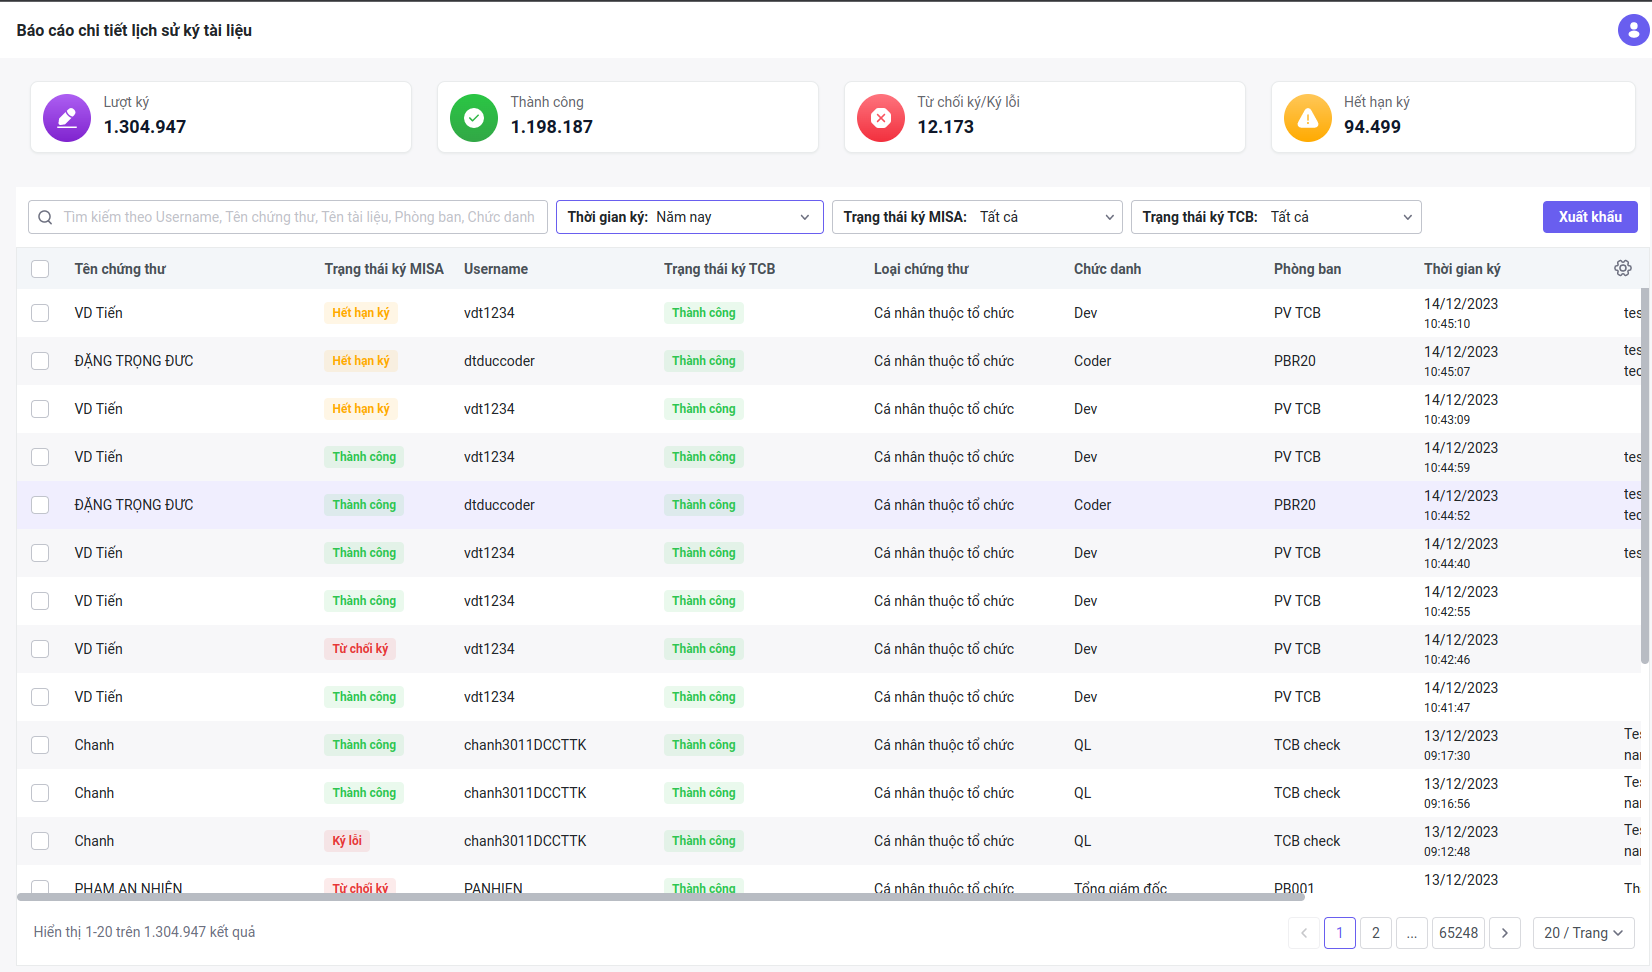 Báo cáo chi tiết lịch sử ký tài liệu
Lượt ký
1.304.947
Thành công
1.198.187
Từ chối ký/Ký lỗi
12.173
Hết hạn ký
94.499
Tìm kiếm theo Username, Tên chứng thư, Tên tài liệu, Phòng ban, Chức danh
Thời gian ký: Năm nay
Trạng thái ký MISA: Tất cả
Trạng thái ký TCB: Tất cả
Xuất khẩu
Tên chứng thư Trạng thái ký MISA Username Trạng thái ký TCB Loại chứng thư Chức danh Phòng ban Thời gian ký
VD Tiến Hết hạn ký vdt1234 Thành công Cá nhân thuộc tổ chức Dev PV TCB 14/12/2023
10:45:10
ĐẶNG TRỌNG ĐƯC Hết hạn ký dtduccoder Thành công Cá nhân thuộc tổ chức Coder PBR20 14/12/2023
10:45:07
VD Tiến Hết hạn ký vdt1234 Thành công Cá nhân thuộc tổ chức Dev PV TCB 14/12/2023
10:43:09
VD Tiến Thành công vdt1234 Thành công Cá nhân thuộc tổ chức Dev PV TCB 14/12/2023
10:44:59
ĐẶNG TRỌNG ĐƯC Thành công dtduccoder Thành công Cá nhân thuộc tổ chức Coder PBR20 14/12/2023
10:44:52
VD Tiến Thành công vdt1234 Thành công Cá nhân thuộc tổ chức Dev PV TCB 14/12/2023
10:44:40
VD Tiến Thành công vdt1234 Thành công Cá nhân thuộc tổ chức Dev PV TCB 14/12/2023
10:42:55
VD Tiến Từ chối ký vdt1234 Thành công Cá nhân thuộc tổ chức Dev PV TCB 14/12/2023
10:42:46
VD Tiến Thành công vdt1234 Thành công Cá nhân thuộc tổ chức Dev PV TCB 14/12/2023
10:41:47
Chanh Thành công chanh3011DCCTTK Thành công Cá nhân thuộc tổ chức QL TCB check 13/12/2023
09:17:30
Chanh Thành công chanh3011DCCTTK Thành công Cá nhân thuộc tổ chức QL TCB check 13/12/2023
09:16:56
Chanh Ký lỗi chanh3011DCCTTK Thành công Cá nhân thuộc tổ chức QL TCB check 13/12/2023
09:12:48
PHẠM AN NHIÊN Từ chối ký PANHIEN Thành công Cá nhân thuộc tổ chức Tổng giám đốc PB001 13/12/2023
Hiển thị 1-20 trên 1.304.947 kết quả
1 2 ... 65248 20 / Trang